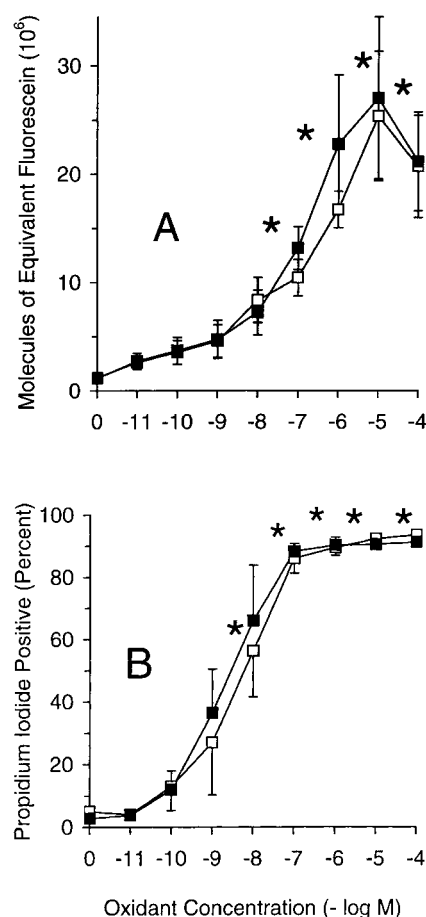 Molecules of Equivalent Fluorescein (10⁶)
30
20
10
0
A
*
*
*
*
0 -11 -10 -9 -8 -7 -6 -5 -4
Propidium Iodide Positive (Percent)
100
80
60
40
20
0
B
*
*
*
*
*
0 -11 -10 -9 -8 -7 -6 -5 -4
Oxidant Concentration (- log M)